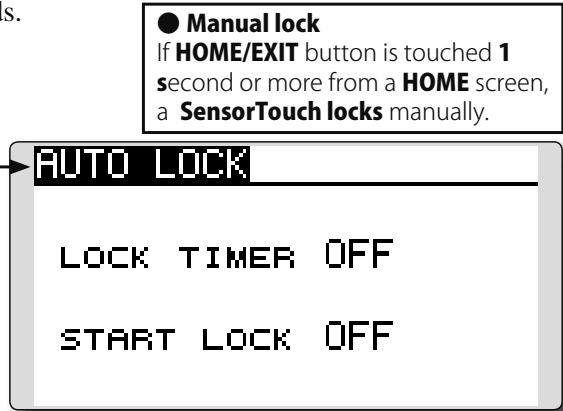 ls.
● Manual lock
If HOME/EXIT button is touched 1
second or more from a HOME screen,
a SensorTouch locks manually.
AUTO LOCK
LOCK TIMER OFF
START LOCK OFF